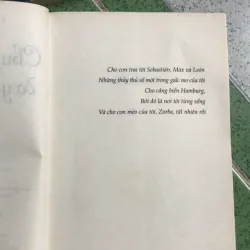 Cho con trai tôi Sebastián, Max và León
Những thủy thủ số một trong giấc mơ của tôi
Cho cảng biển Hamburg,
Bởi đó là nơi tôi từng sống
Và cho con mèo của tôi, Zorba, tất nhiên rồi